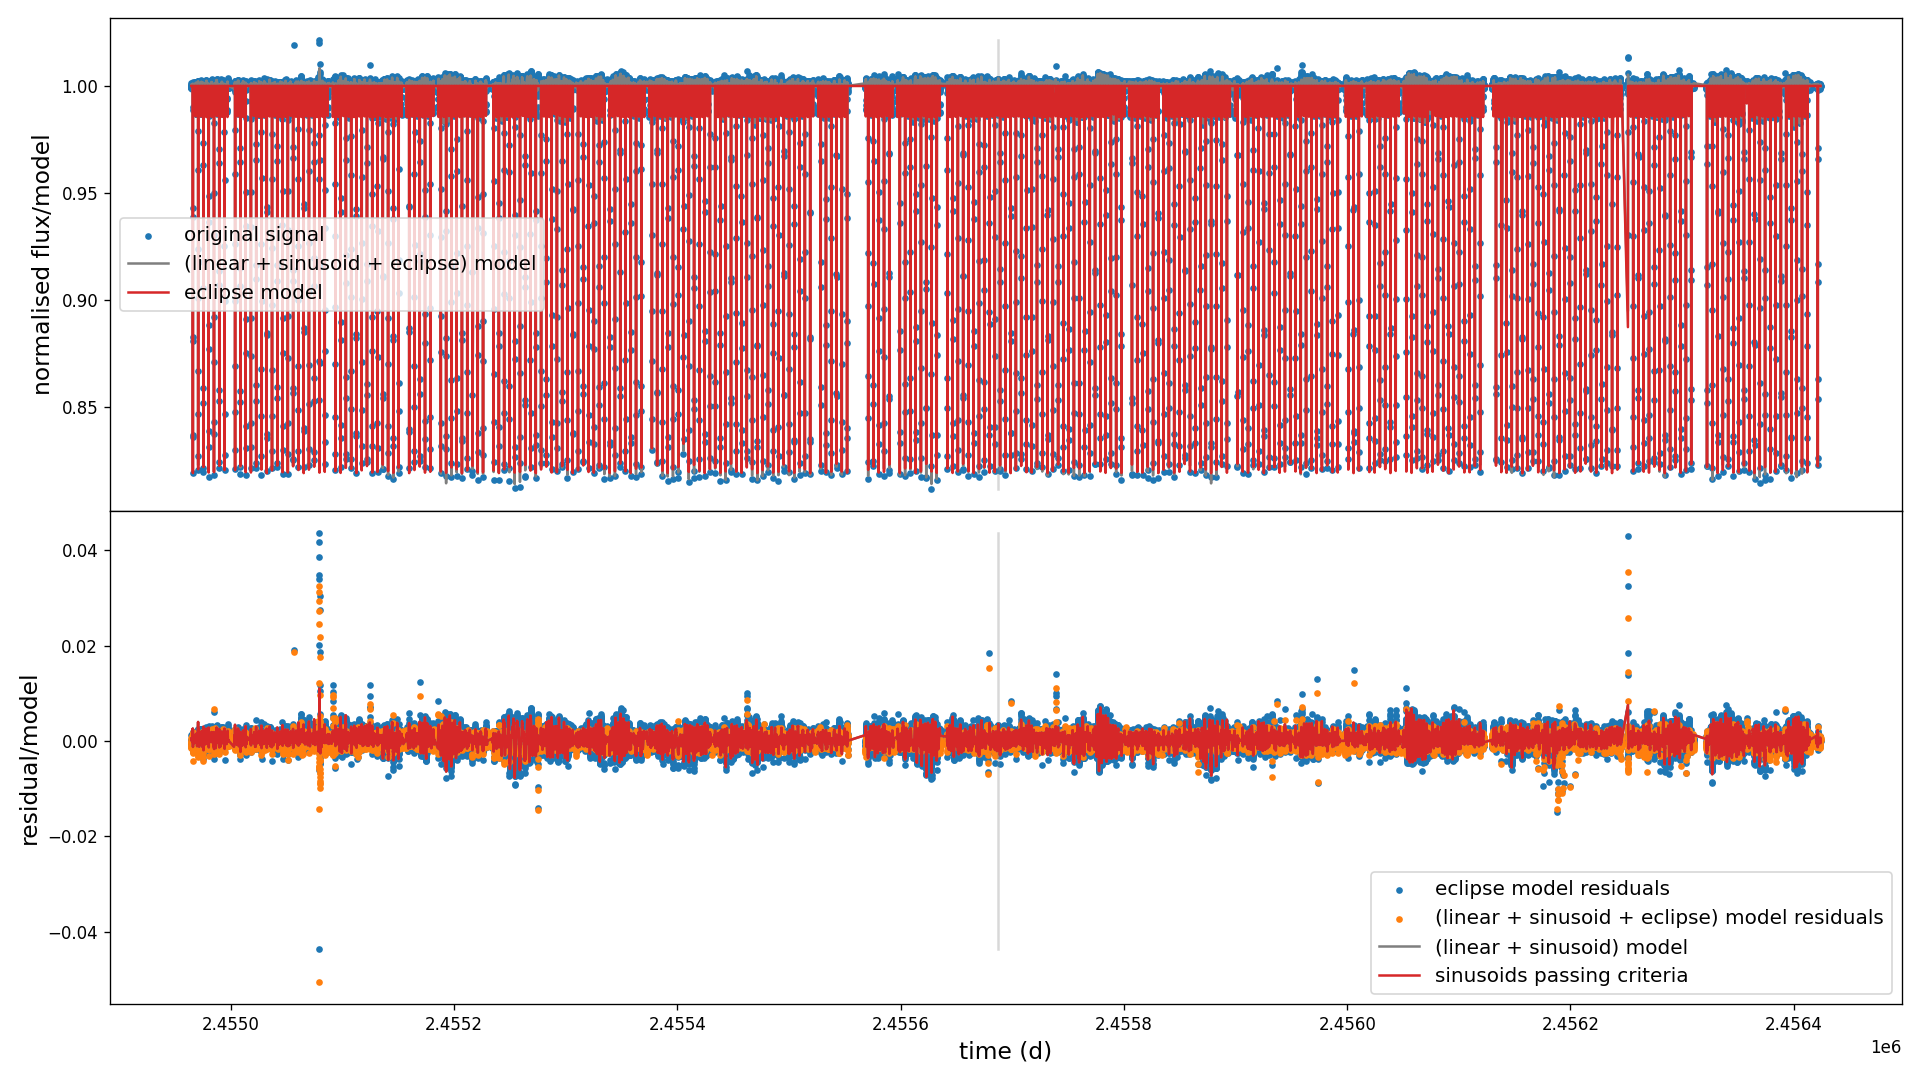 normalised flux/model
1.00
0.95
0.90
0.85
original signal
(linear + sinusoid + eclipse) model
eclipse model
residual/model
0.04
0.02
0.00
−0.02
−0.04
eclipse model residuals
(linear + sinusoid + eclipse) model residuals
(linear + sinusoid) model
sinusoids passing criteria
2.4550 2.4552 2.4554 2.4556 2.4558 2.4560 2.4562 2.4564
1e6
time (d)